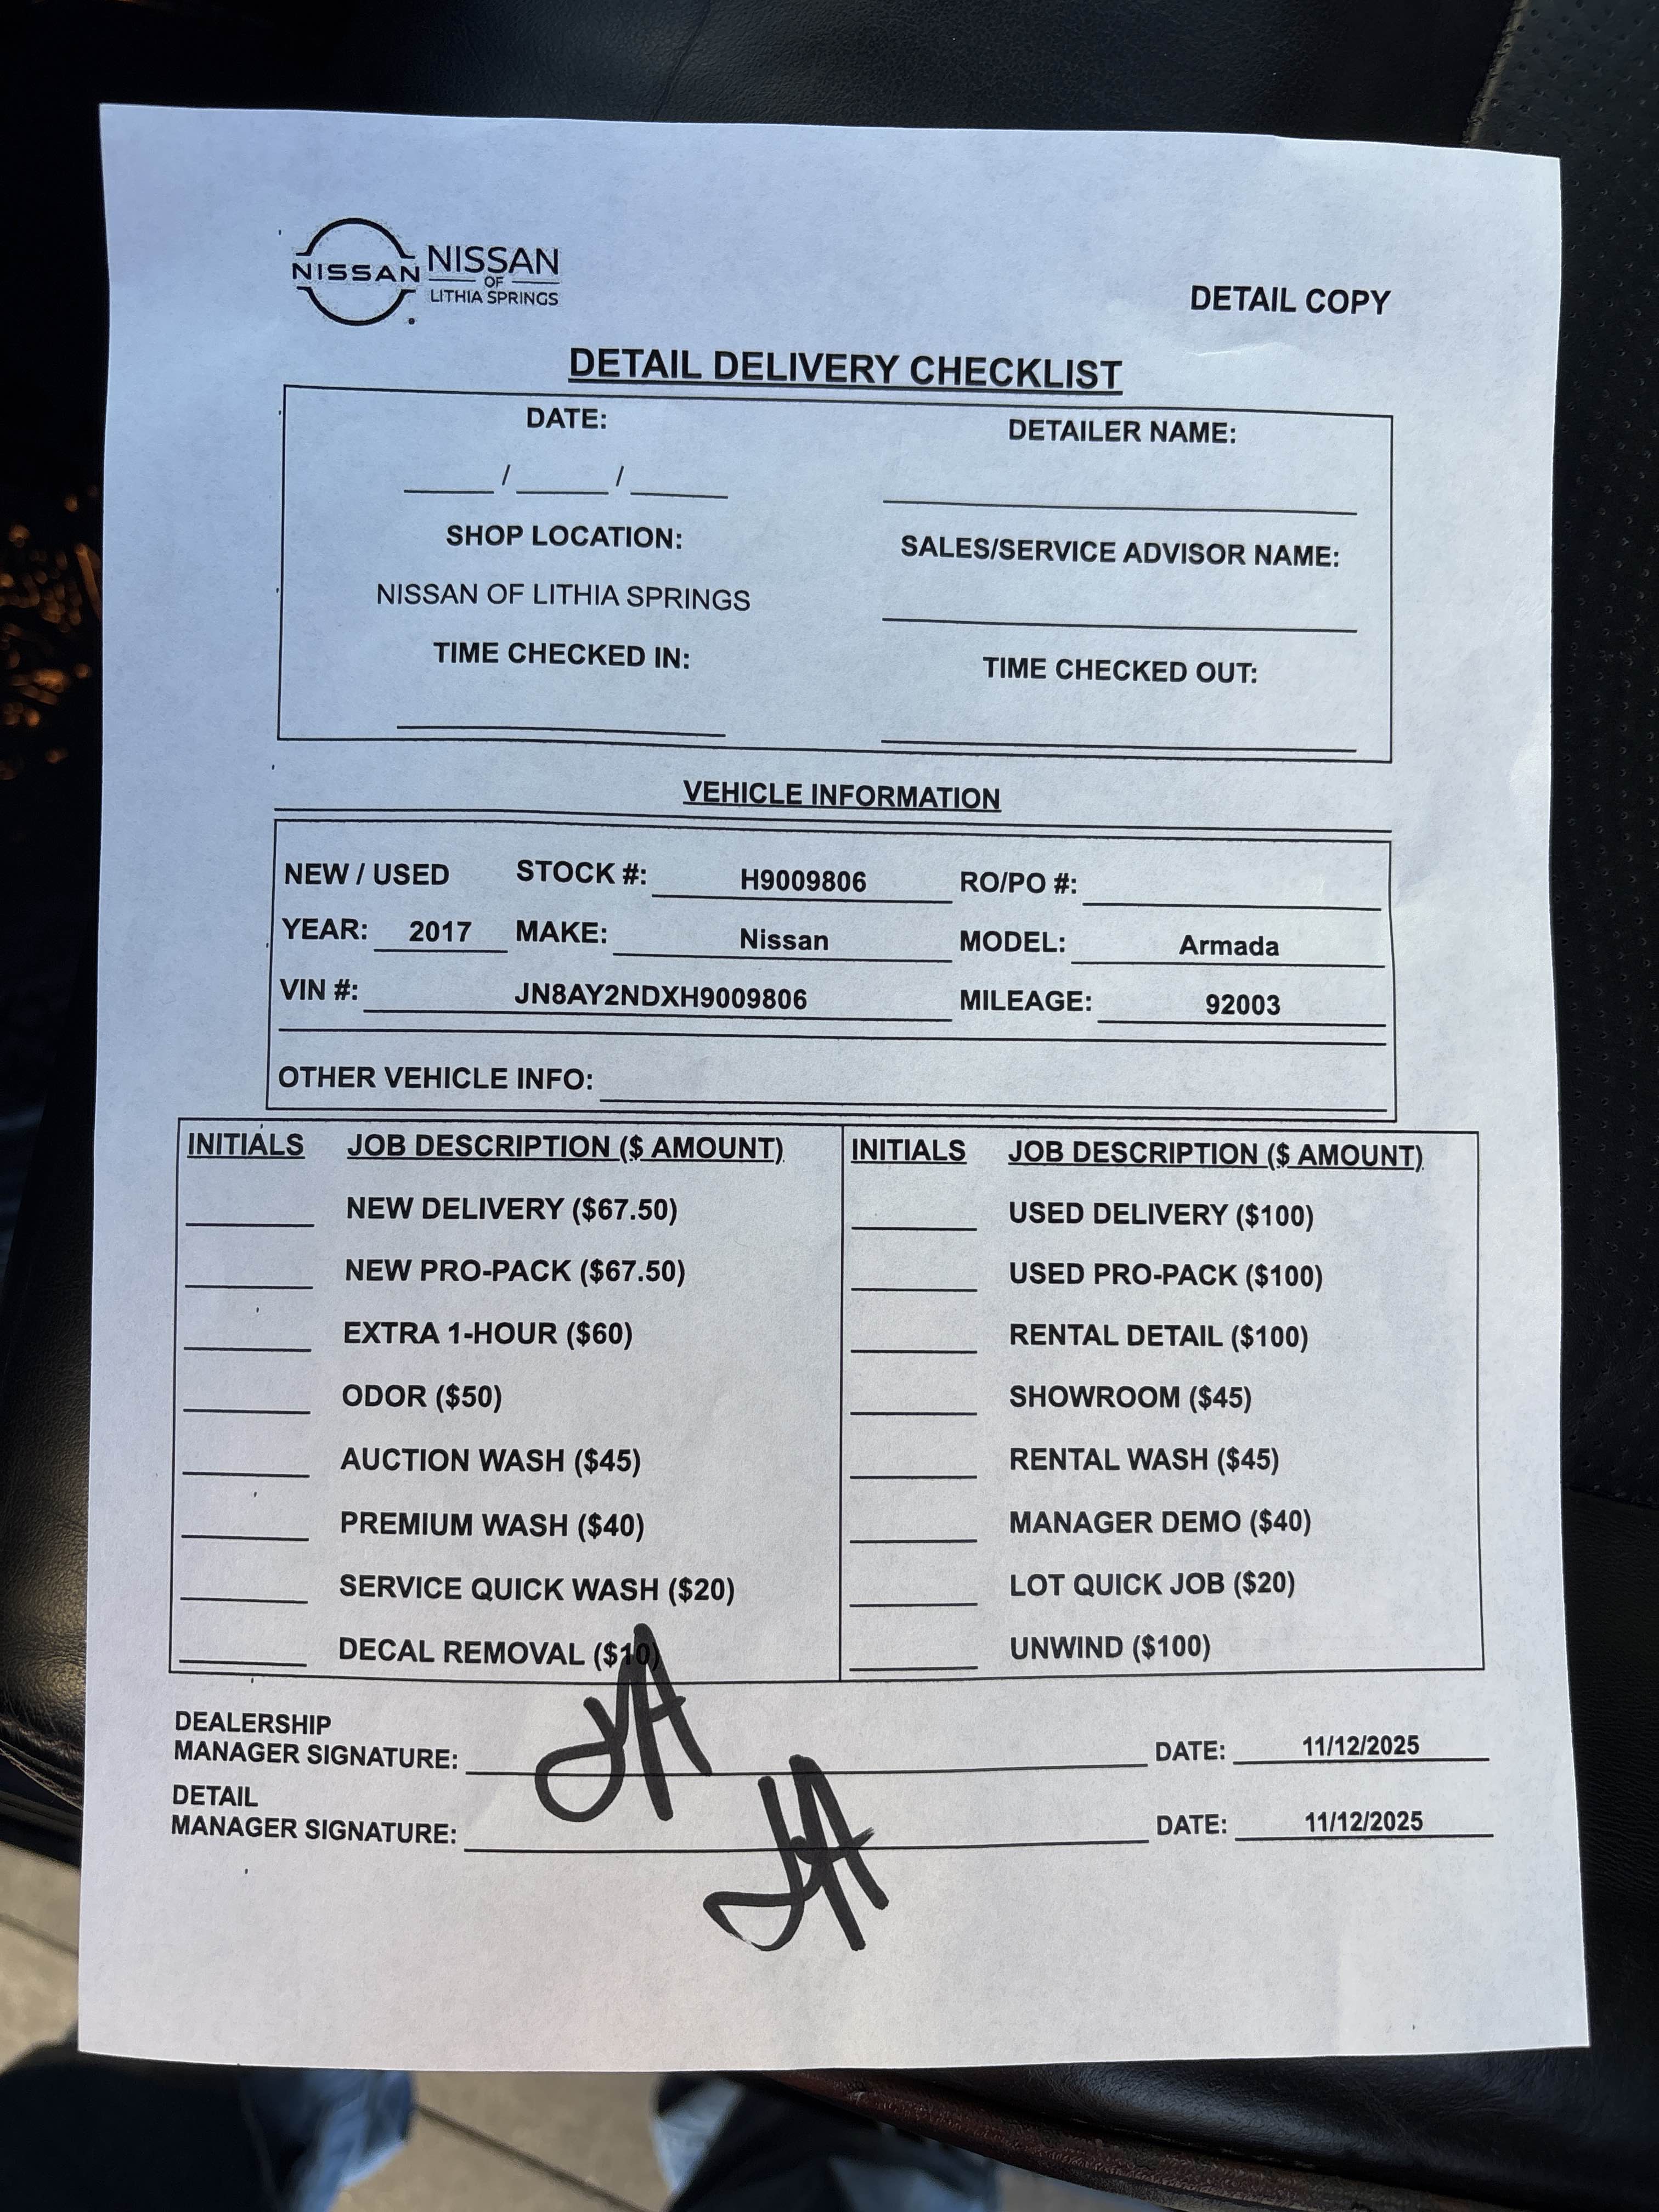 NISSAN
NISSAN
OF
LITHIA SPRINGS
DETAIL COPY
DETAIL DELIVERY CHECKLIST
DATE:
DETAILER NAME:
____/____/____
SHOP LOCATION:
SALES/SERVICE ADVISOR NAME:
NISSAN OF LITHIA SPRINGS
TIME CHECKED IN:
TIME CHECKED OUT:
VEHICLE INFORMATION
NEW / USED STOCK #: H9009806 RO/PO #:
YEAR: 2017 MAKE: Nissan MODEL: Armada
VIN #: JN8AY2NDXH9009806 MILEAGE: 92003
OTHER VEHICLE INFO:
INITIALS JOB DESCRIPTION ($ AMOUNT) INITIALS JOB DESCRIPTION ($ AMOUNT)
NEW DELIVERY ($67.50) USED DELIVERY ($100)
NEW PRO-PACK ($67.50) USED PRO-PACK ($100)
EXTRA 1-HOUR ($60) RENTAL DETAIL ($100)
ODOR ($50) SHOWROOM ($45)
AUCTION WASH ($45) RENTAL WASH ($45)
PREMIUM WASH ($40) MANAGER DEMO ($40)
SERVICE QUICK WASH ($20) LOT QUICK JOB ($20)
DECAL REMOVAL ($10) UNWIND ($100)
DEALERSHIP
MANAGER SIGNATURE: JA DATE: 11/12/2025
DETAIL
MANAGER SIGNATURE: JA DATE: 11/12/2025